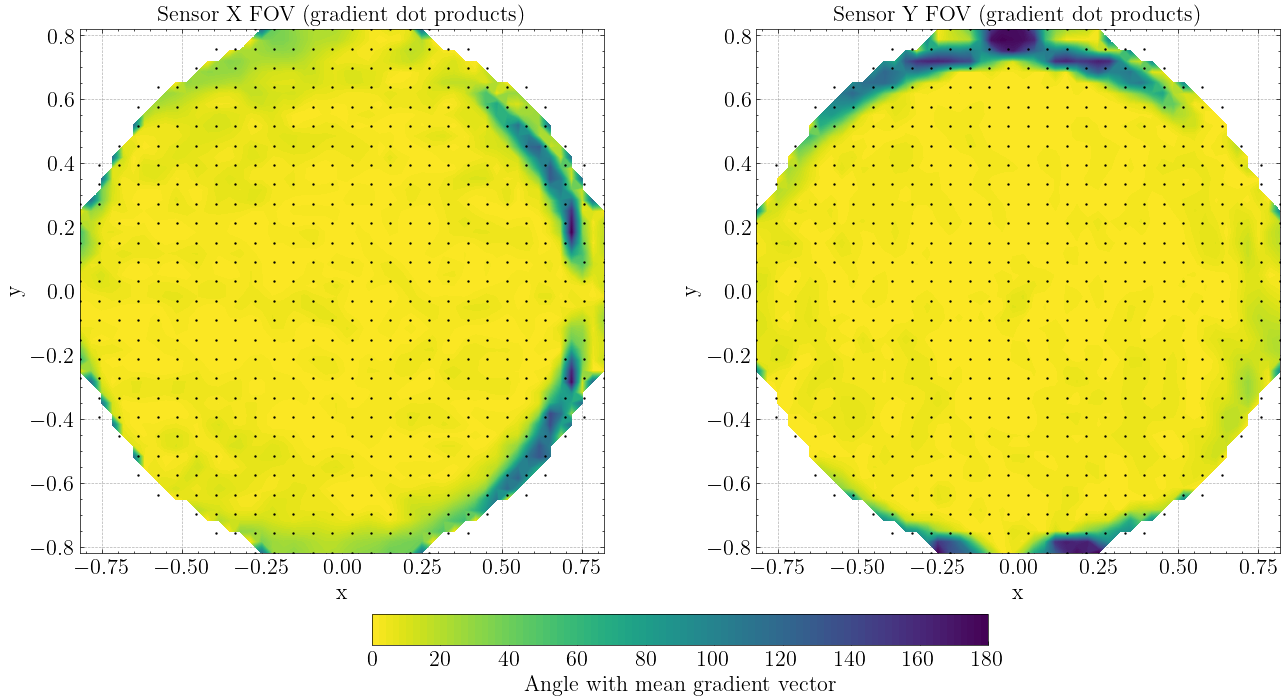 Sensor X FOV (gradient dot products)
Sensor Y FOV (gradient dot products)
y
0.8
0.6
0.4
0.2
0.0
−0.2
−0.4
−0.6
−0.8
−0.75 −0.50 −0.25 0.00 0.25 0.50 0.75
x
y
0.8
0.6
0.4
0.2
0.0
−0.2
−0.4
−0.6
−0.8
−0.75 −0.50 −0.25 0.00 0.25 0.50 0.75
x
0 20 40 60 80 100 120 140 160 180
Angle with mean gradient vector